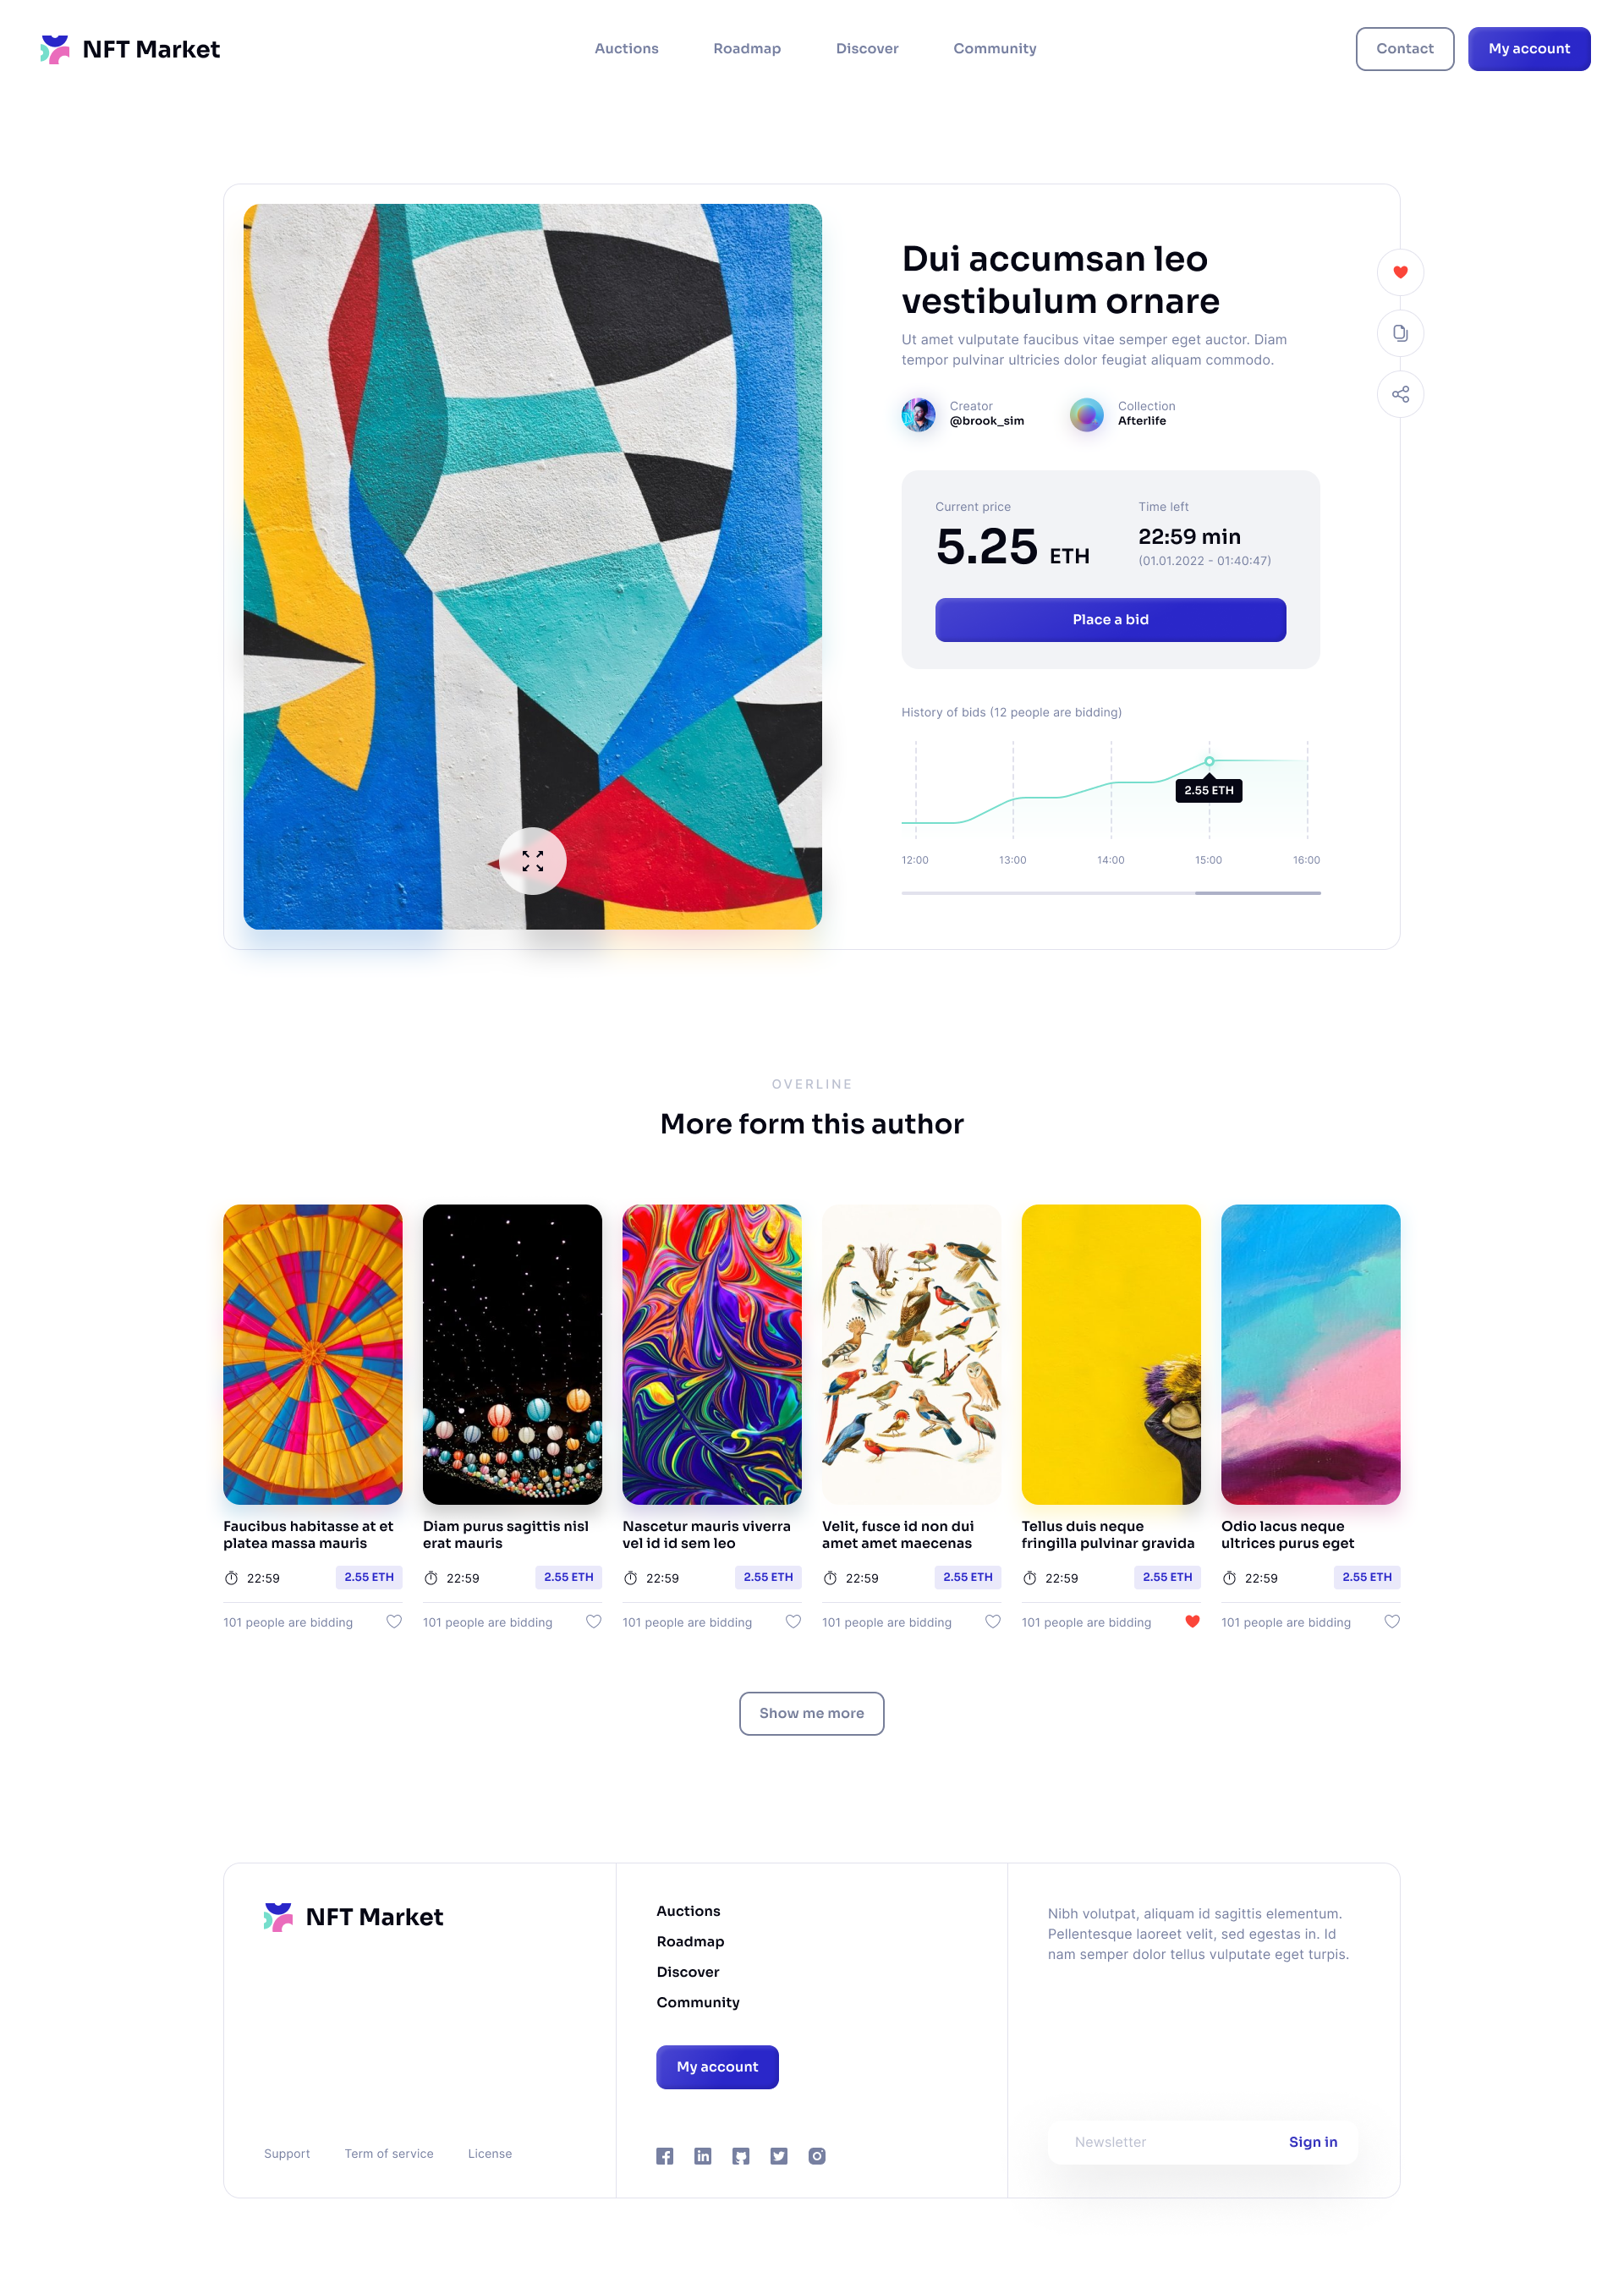 NFT Market
Auctions
Roadmap
Discover
Community
Contact
My account
Dui accumsan leo
vestibulum ornare
Ut amet vulputate faucibus vitae semper eget auctor. Diam
tempor pulvinar ultricies dolor feugiat aliquam commodo.
Creator
@brook_sim
Collection
Afterlife
Current price
5.25 ETH
Time left
22:59 min
(01.01.2022 - 01:40:47)
Place a bid
History of bids (12 people are bidding)
2.55 ETH
12:00
13:00
14:00
15:00
16:00
OVERLINE
More form this author
Faucibus habitasse at et
platea massa mauris
22:59
2.55 ETH
101 people are bidding
Diam purus sagittis nisl
erat mauris
22:59
2.55 ETH
101 people are bidding
Nascetur mauris viverra
vel id id sem leo
22:59
2.55 ETH
101 people are bidding
Velit, fusce id non dui
amet amet maecenas
22:59
2.55 ETH
101 people are bidding
Tellus duis neque
fringilla pulvinar gravida
22:59
2.55 ETH
101 people are bidding
Odio lacus neque
ultrices purus eget
22:59
2.55 ETH
101 people are bidding
Show me more
NFT Market
Support
Term of service
License
Auctions
Roadmap
Discover
Community
My account
Nibh volutpat, aliquam id sagittis elementum.
Pellentesque laoreet velit, sed egestas in. Id
nam semper dolor tellus vulputate eget turpis.
Newsletter
Sign in